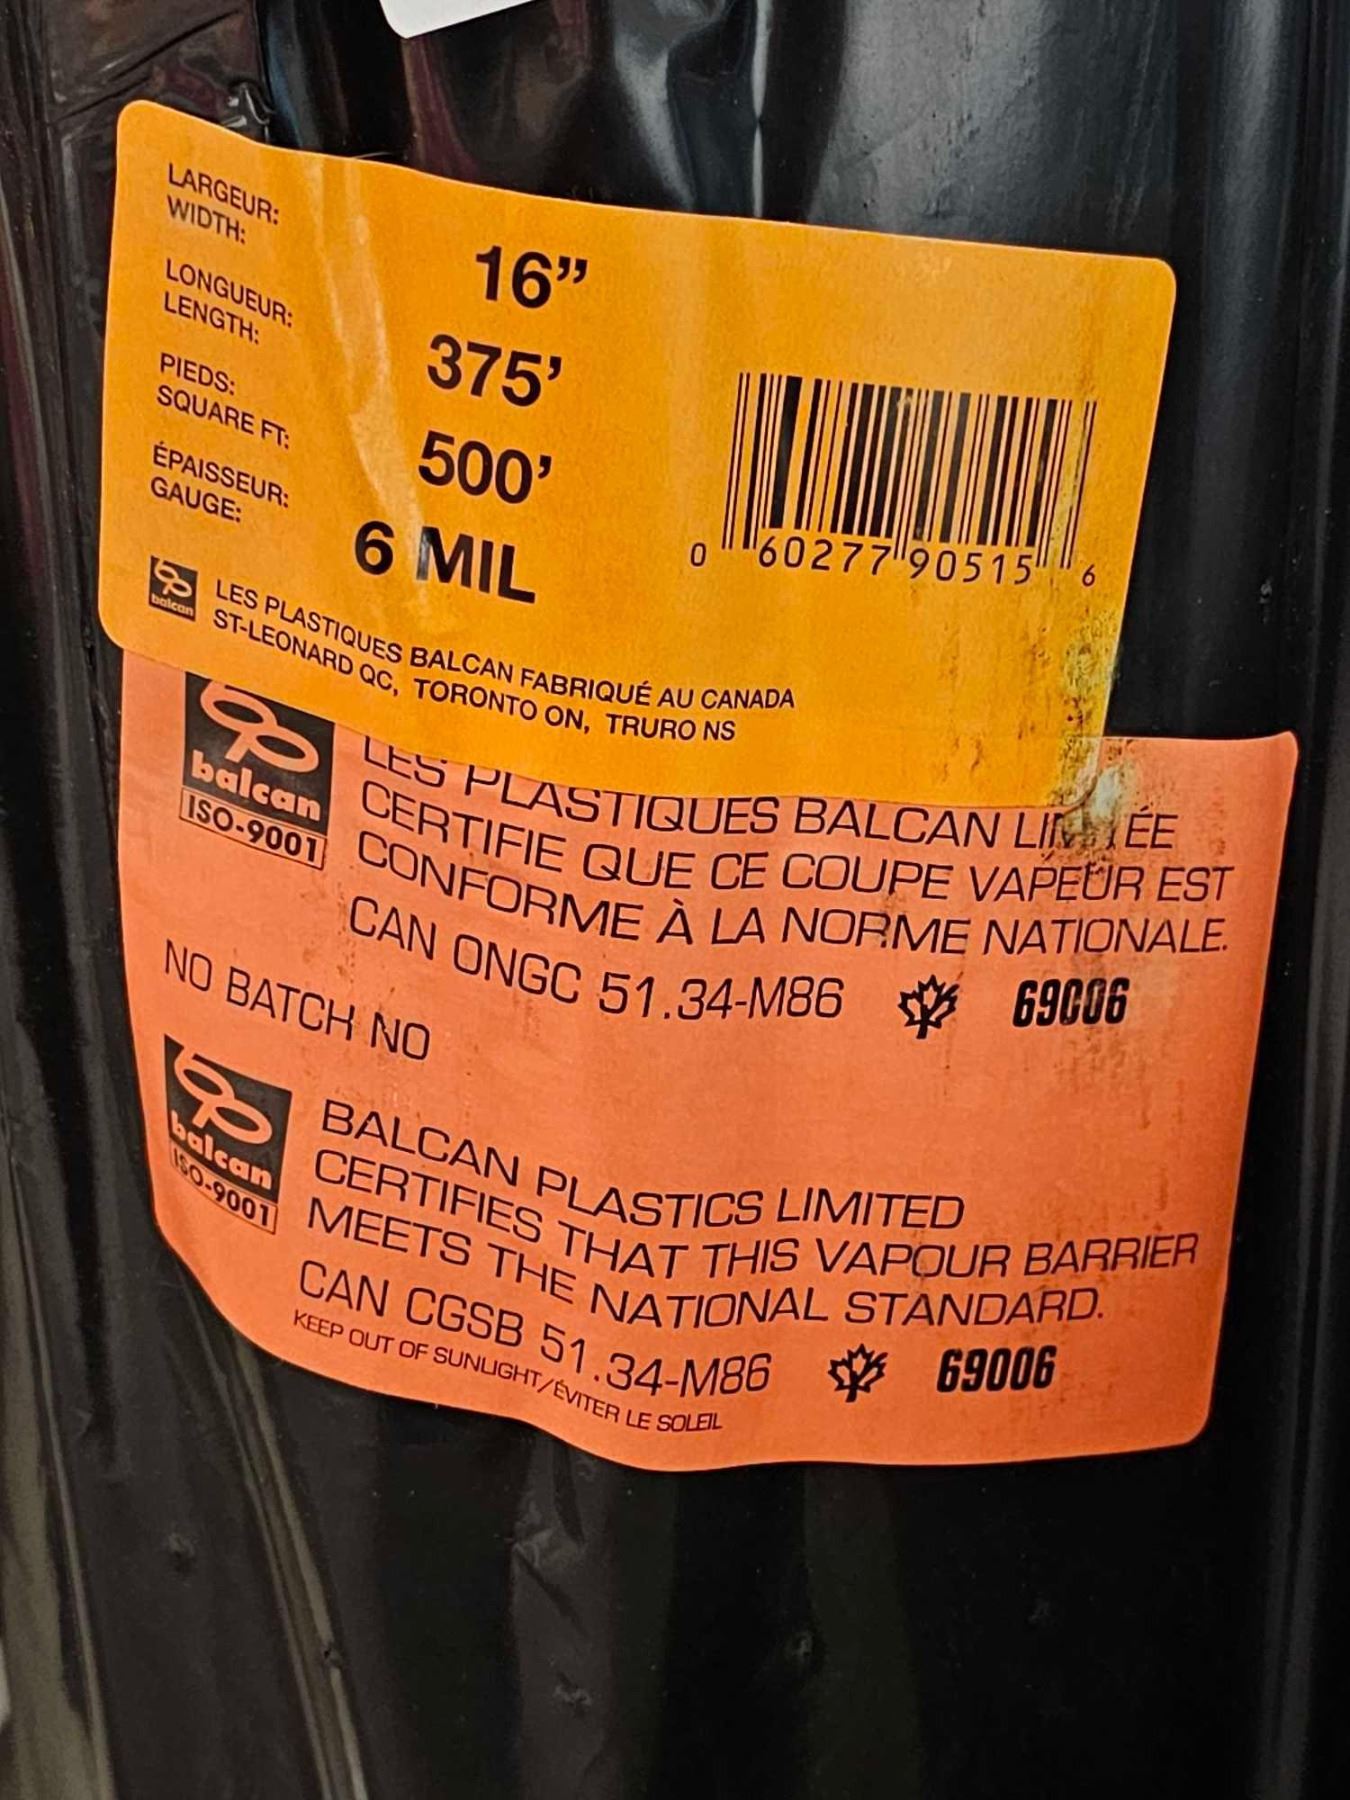 LARGEUR:
WIDTH:
16”
LONGUEUR:
LENGTH:
375’
PIEDS:
SQUARE FT:
500’
ÉPAISSEUR:
GAUGE:
6 MIL
0 60277 90515 6
balcan
LES PLASTIQUES BALCAN FABRIQUÉ AU CANADA
ST-LEONARD QC, TORONTO ON, TRURO NS
balcan
ISO-9001
LES PLASTIQUES BALCAN
CERTIFIE QUE CE COUPE VAPEUR EST
CONFORME À LA NORME NATIONALE.
CAN ONGC 51.34-M86 69006
NO BATCH NO
balcan
ISO-9001
BALCAN PLASTICS LIMITED
CERTIFIES THAT THIS VAPOUR BARRIER
MEETS THE NATIONAL STANDARD.
CAN CGSB 51.34-M86 69006
KEEP OUT OF SUNLIGHT/ÉVITER LE SOLEIL